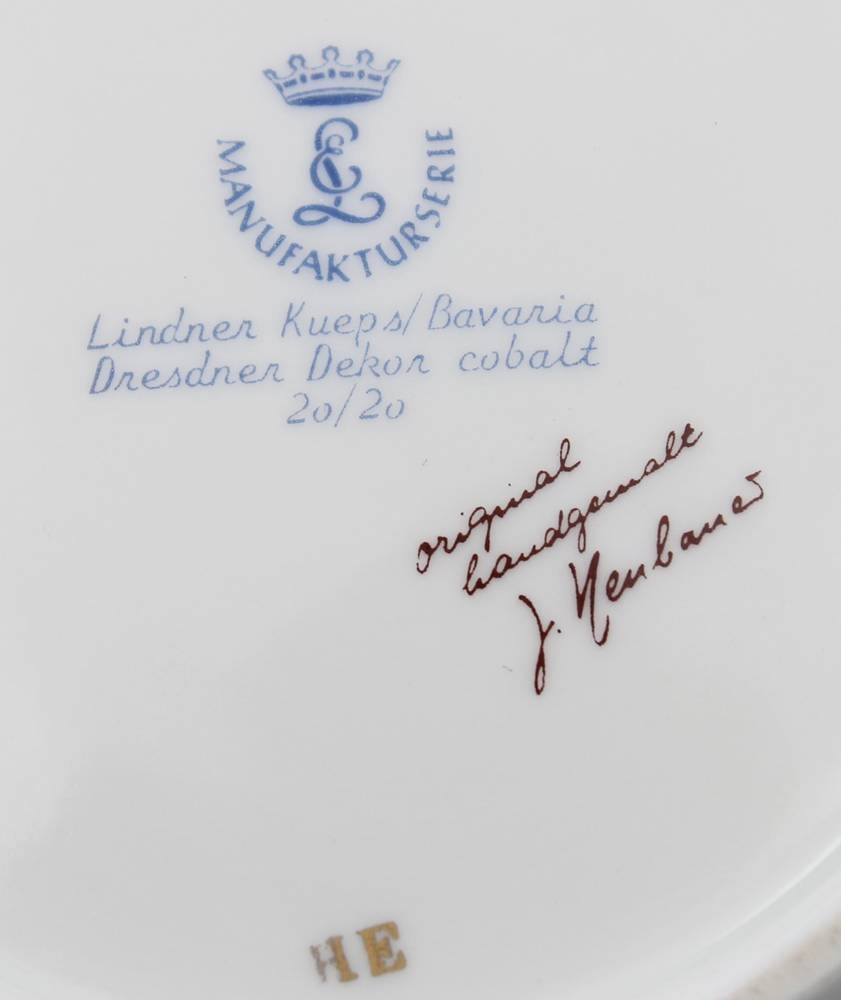 MANUFAKTURSERIE
Lindner Kueps/Bavaria
Dresdner Dekor cobalt
20/20
original
handgemalt
J. Neubauer
HE